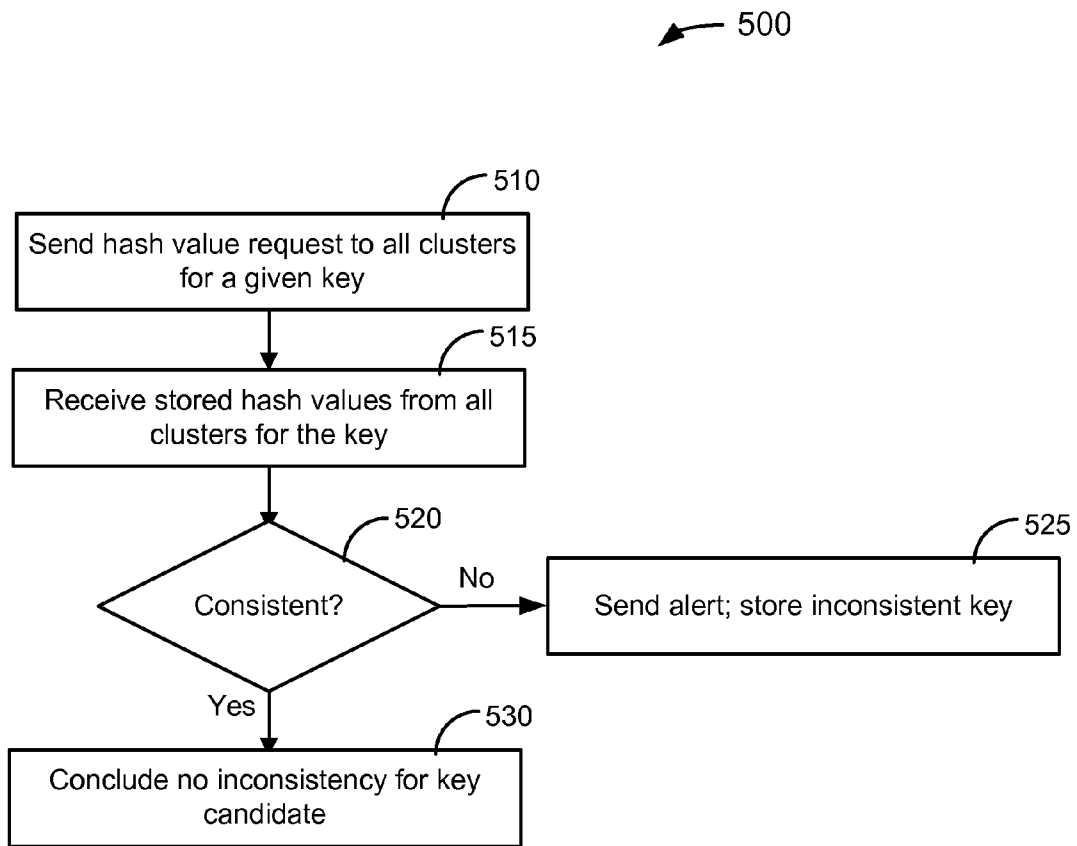 500
510
Send hash value request to all clusters
for a given key
515
Receive stored hash values from all
clusters for the key
520
Consistent?
No
525
Send alert; store inconsistent key
Yes
530
Conclude no inconsistency for key
candidate